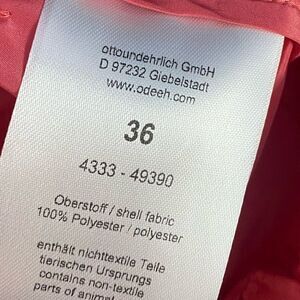 ottoundehrlich GmbH
D 97232 Giebelstadt
www.odeeh.com
36
4333 - 49390
Oberstoff / shell fabric
100% Polyester / polyester
enthält nichttextile Teile
tierischen Ursprungs
contains non-textile
parts of animal